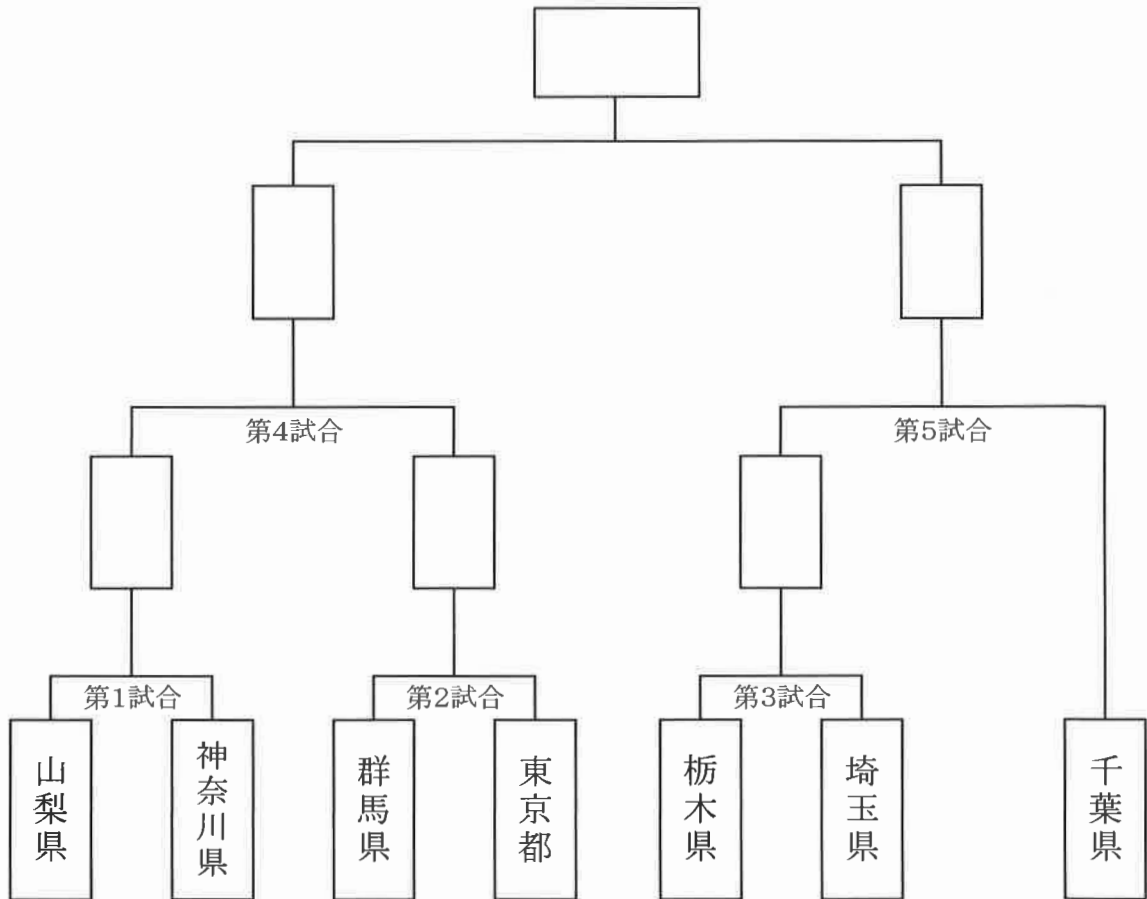 第4試合
第5試合
第1試合
第2試合
第3試合
山梨県
神奈川県
群馬県
東京都
栃木県
埼玉県
千葉県